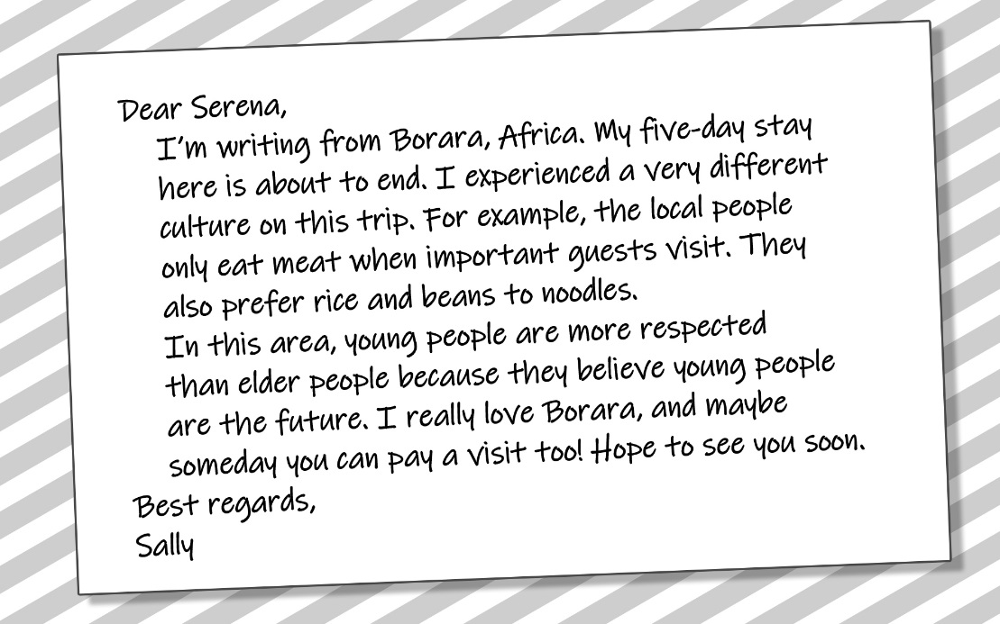 Dear Serena,
I'm writing from Borara, Africa. My five-day stay
here is about to end. I experienced a very different
culture on this trip. For example, the local people
only eat meat when important guests visit. They
also prefer rice and beans to noodles.
In this area, young people are more respected
than elder people because they believe young people
are the future. I really love Borara, and maybe
someday you can pay a visit too! Hope to see you soon.
Best regards,
Sally